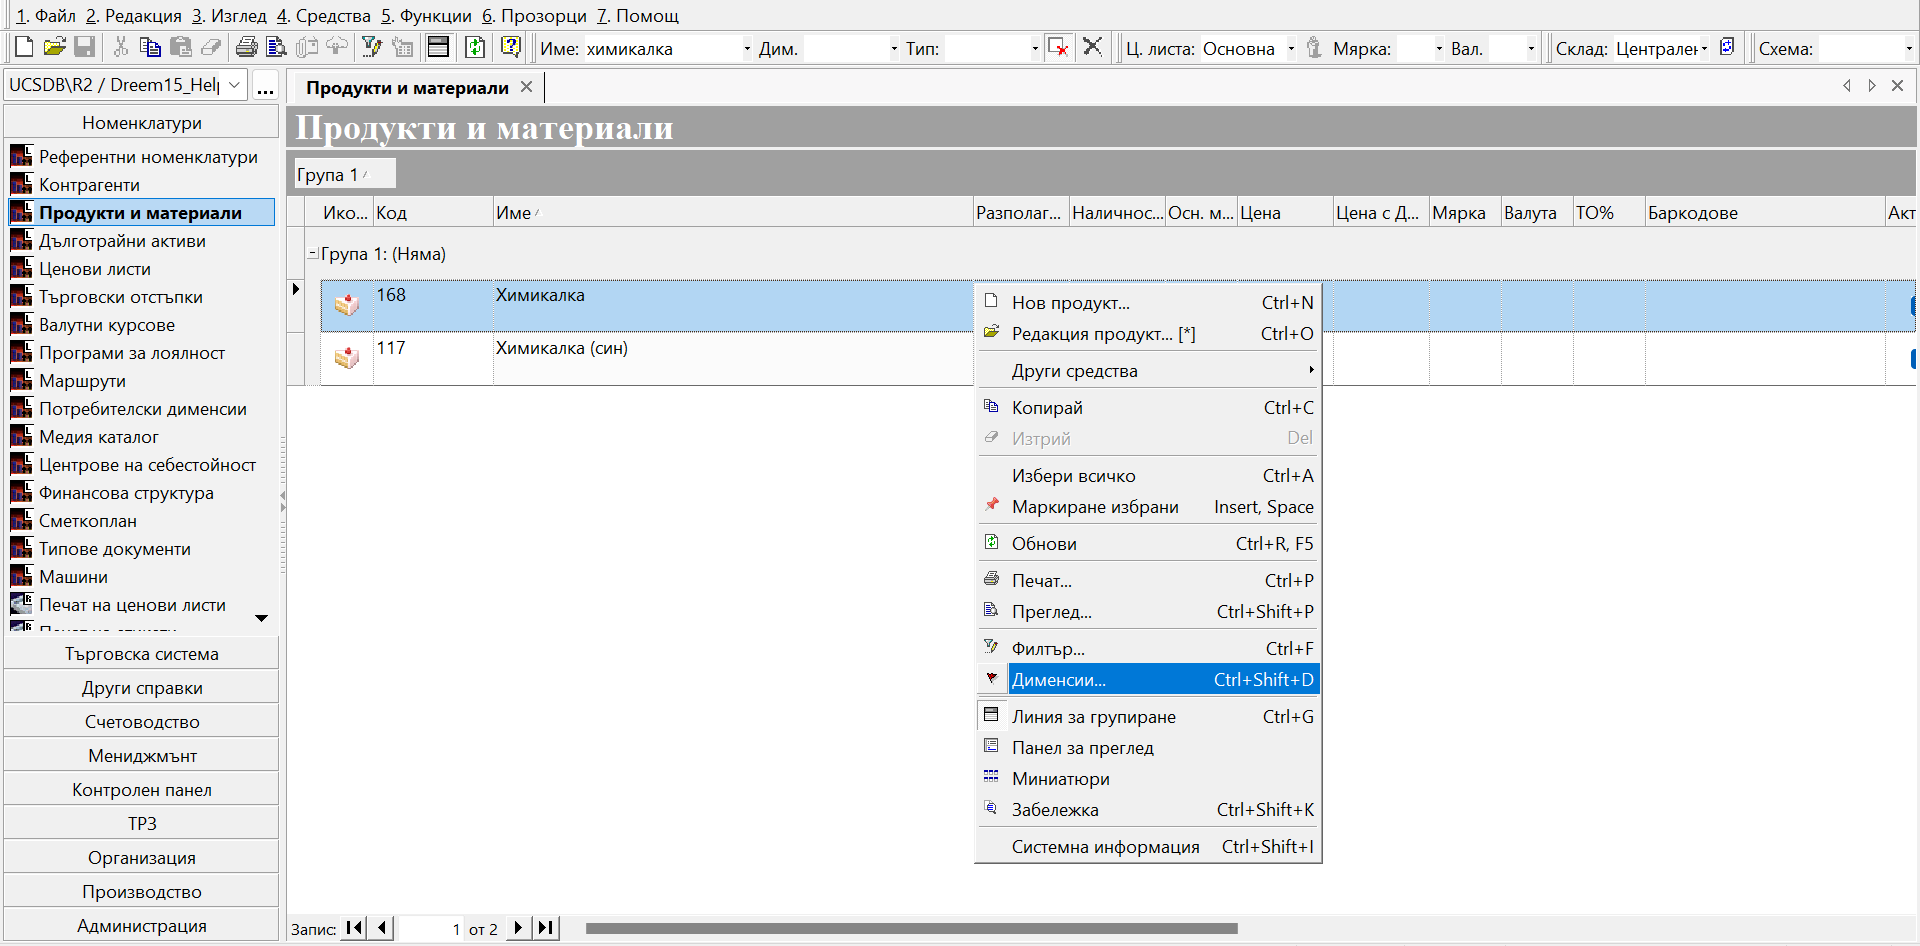 1. Файл 2. Редакция 3. Изглед 4. Средства 5. Функции 6. Прозорци 7. Помощ
Име: химикалка Дим. Тип: Ц. листа: Основна Мярка: Вал. Склад: Централен Схема:
UCSDB\R2 / Dreem15_Help ...
Продукти и материали
Номенклатури
Референтни номенклатури
Контрагенти
Продукти и материали
Дълготрайни активи
Ценови листи
Търговски отстъпки
Валутни курсове
Програми за лоялност
Маршрути
Потребителски дименсии
Медия каталог
Центрове на себестойност
Финансова структура
Сметкоплан
Типове документи
Машини
Печат на ценови листи
Търговска система
Други справки
Счетоводство
Мениджмънт
Контролен панел
ТРЗ
Организация
Производство
Администрация
Продукти и материали
Група 1
Ико... Код Име Разполаг... Наличнос... Осн. м... Цена Цена с Д... Мярка Валута ТО% Баркодове Акт
Група 1: (Няма)
168 Химикалка
117 Химикалка (син)
Нов продукт... Ctrl+N
Редакция продукт... [*] Ctrl+O
Други средства
Копирай Ctrl+C
Изтрий Del
Избери всичко Ctrl+A
Маркиране избрани Insert, Space
Обнови Ctrl+R, F5
Печат... Ctrl+P
Преглед... Ctrl+Shift+P
Филтър... Ctrl+F
Дименсии... Ctrl+Shift+D
Линия за групиране Ctrl+G
Панел за преглед
Миниатюри
Забележка Ctrl+Shift+K
Системна информация Ctrl+Shift+I
Запис: 1 от 2